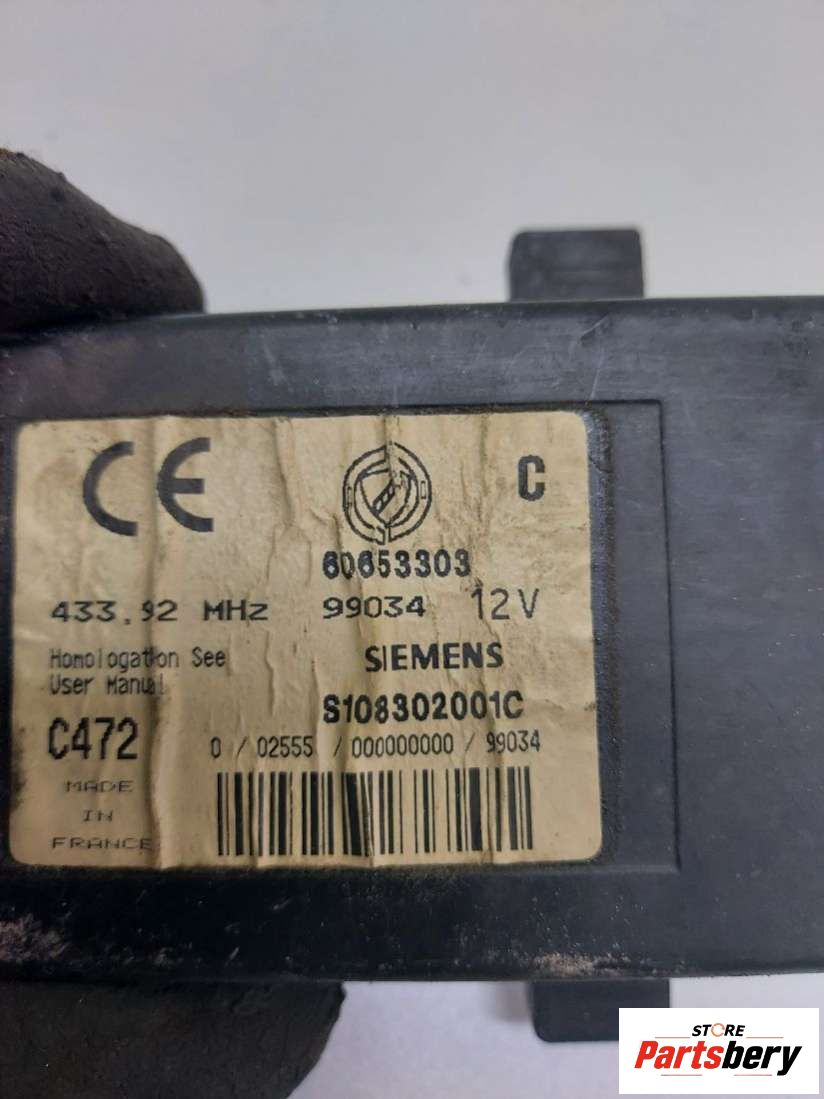 CE
C
60653303
433.92 MHz 99034 12V
Homologation See
User Manual
SIEMENS
S108302001C
C472
0 / 02555 / 000000000 / 99034
MADE
IN
FRANCE
STORE
Partsbery